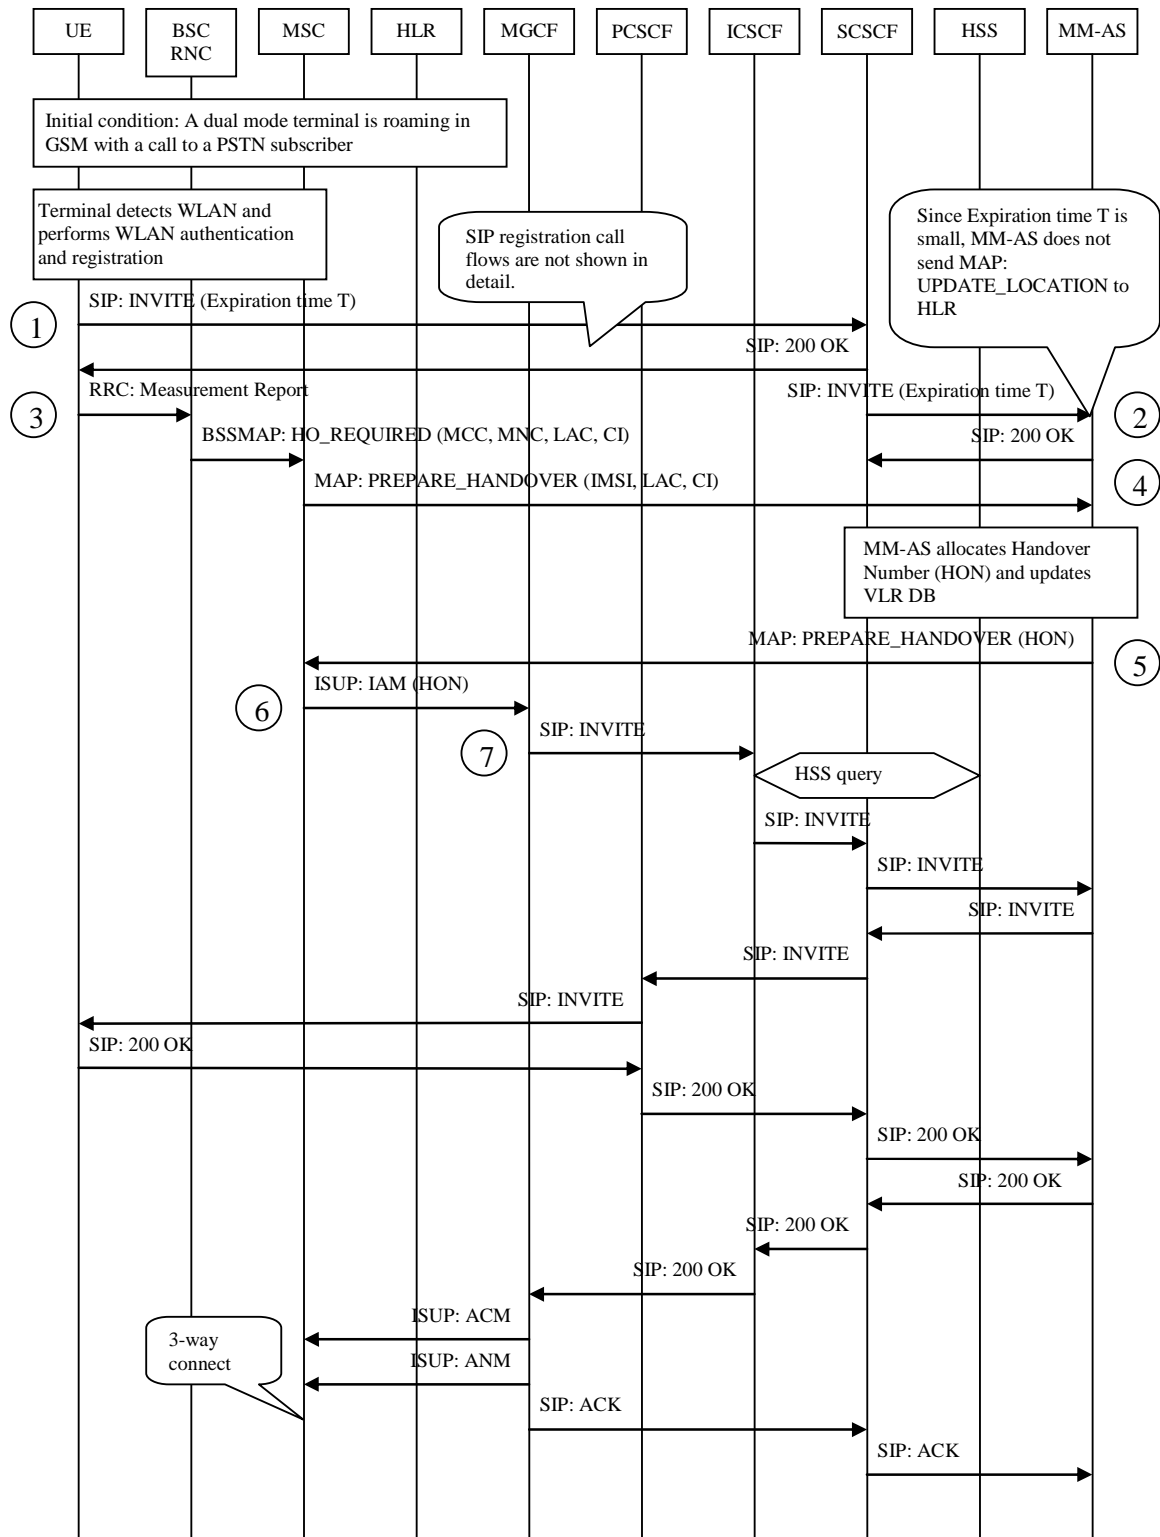 UE
BSC
RNC
MSC
HLR
MGCF
PCSCF
ICSCF
SCSCF
HSS
MM-AS
Initial condition: A dual mode terminal is roaming in
GSM with a call to a PSTN subscriber
Terminal detects WLAN and
performs WLAN authentication
and registration
SIP registration call
flows are not shown in
detail.
Since Expiration time T is
small, MM-AS does not
send MAP:
UPDATE_LOCATION to
HLR
SIP: INVITE (Expiration time T)
1
SIP: 200 OK
RRC: Measurement Report
SIP: INVITE (Expiration time T)
3
2
BSSMAP: HO_REQUIRED (MCC, MNC, LAC, CI)
SIP: 200 OK
MAP: PREPARE_HANDOVER (IMSI, LAC, CI)
4
MM-AS allocates Handover
Number (HON) and updates
VLR DB
MAP: PREPARE_HANDOVER (HON)
5
ISUP: IAM (HON)
6
SIP: INVITE
7
HSS query
SIP: INVITE
SIP: INVITE
SIP: INVITE
SIP: INVITE
SIP: INVITE
SIP: 200 OK
SIP: 200 OK
SIP: 200 OK
SIP: 200 OK
SIP: 200 OK
SIP: 200 OK
ISUP: ACM
3-way
connect
ISUP: ANM
SIP: ACK
SIP: ACK